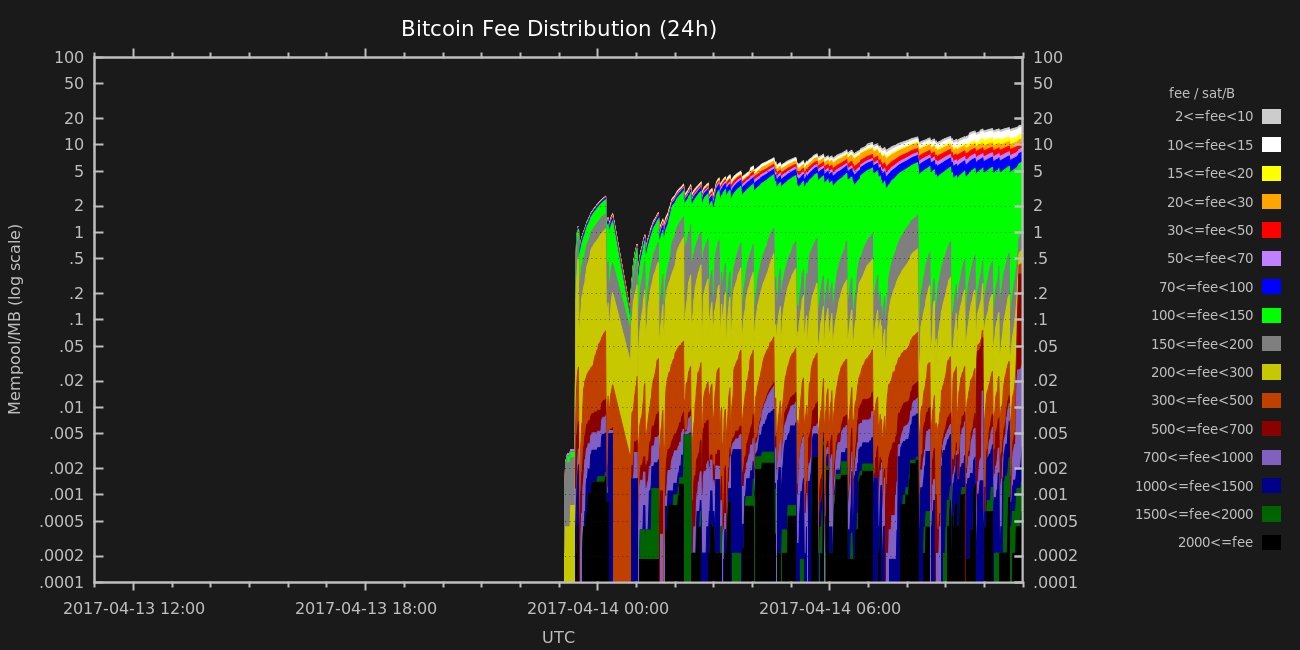 Bitcoin Fee Distribution (24h)
100 100
50 50
20 20
10 10
5 5
2 2
1 1
.5 .5
.2 .2
.1 .1
.05 .05
.02 .02
.01 .01
.005 .005
.002 .002
.001 .001
.0005 .0005
.0002 .0002
.0001 .0001
Mempool/MB (log scale)
2017-04-13 12:00 2017-04-13 18:00 2017-04-14 00:00 2017-04-14 06:00
UTC
fee / sat/B
2<=fee<10
10<=fee<15
15<=fee<20
20<=fee<30
30<=fee<50
50<=fee<70
70<=fee<100
100<=fee<150
150<=fee<200
200<=fee<300
300<=fee<500
500<=fee<700
700<=fee<1000
1000<=fee<1500
1500<=fee<2000
2000<=fee